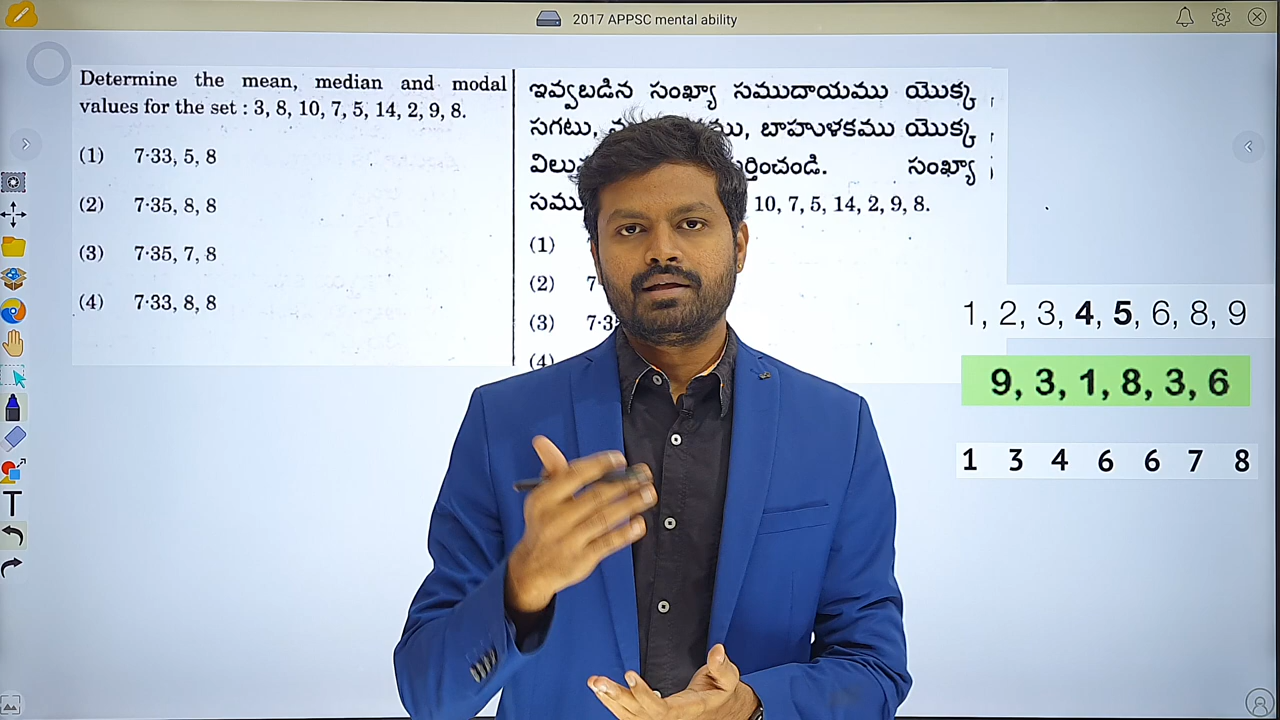 2017 APPSC mental ability
Determine the mean, median and modal
values for the set : 3, 8, 10, 7, 5, 14, 2, 9, 8.
(1) 7·33, 5, 8
(2) 7·35, 8, 8
(3) 7·35, 7, 8
(4) 7·33, 8, 8
ఇవ్వబడిన సంఖ్యా సముదాయము యొక్క
సగటు, బాహుళకము యొక్క
సంఖ్యా
10, 7, 5, 14, 2, 9, 8.
(1)
(2)
(3)
(4)
1, 2, 3, 4, 5, 6, 8, 9
9, 3, 1, 8, 3, 6
1 3 4 6 6 7 8
T